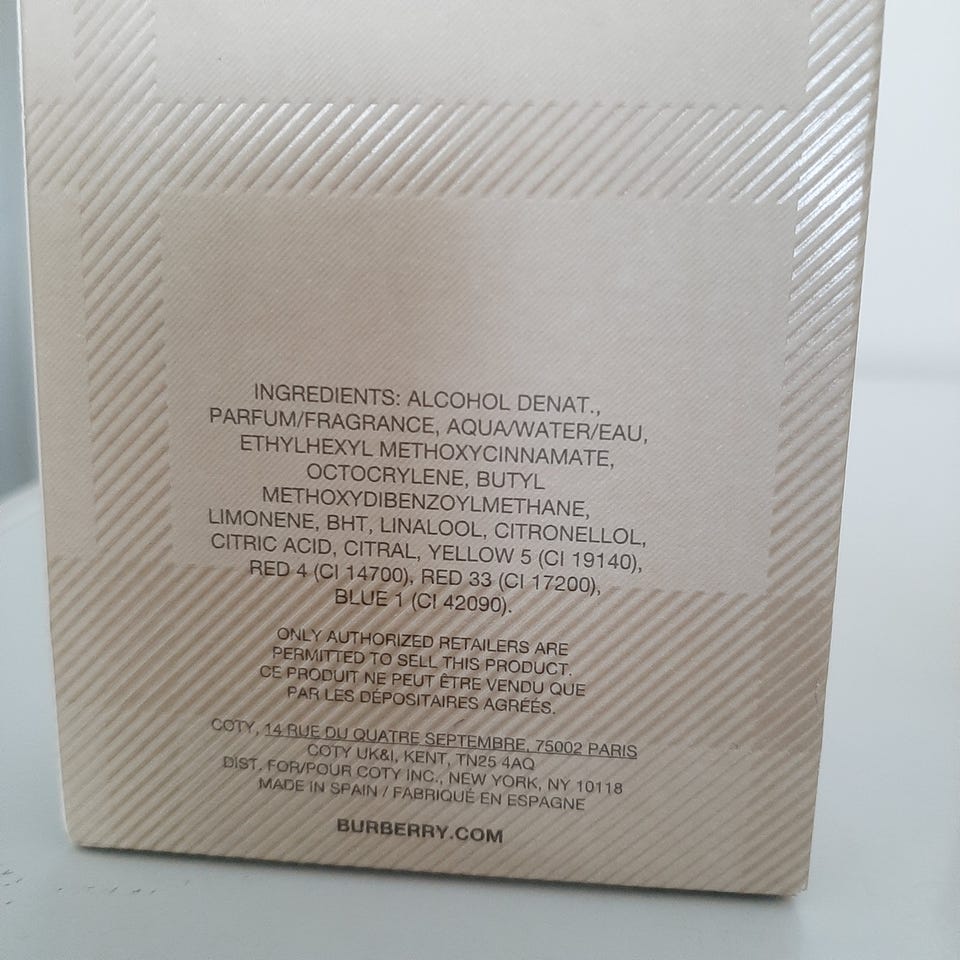 INGREDIENTS: ALCOHOL DENAT.,
PARFUM/FRAGRANCE, AQUA/WATER/EAU,
ETHYLHEXYL METHOXYCINNAMATE,
OCTOCRYLENE, BUTYL
METHOXYDIBENZOYLMETHANE,
LIMONENE, BHT, LINALOOL, CITRONELLOL,
CITRIC ACID, CITRAL, YELLOW 5 (CI 19140),
RED 4 (CI 14700), RED 33 (CI 17200),
BLUE 1 (CI 42090).
ONLY AUTHORIZED RETAILERS ARE
PERMITTED TO SELL THIS PRODUCT.
CE PRODUIT NE PEUT ÊTRE VENDU QUE
PAR LES DÉPOSITAIRES AGRÉÉS.
COTY, 14 RUE DU QUATRE SEPTEMBRE, 75002 PARIS
COTY UK&I, KENT, TN25 4AQ
DIST. FOR/POUR COTY INC., NEW YORK, NY 10118
MADE IN SPAIN / FABRIQUÉ EN ESPAGNE
BURBERRY.COM